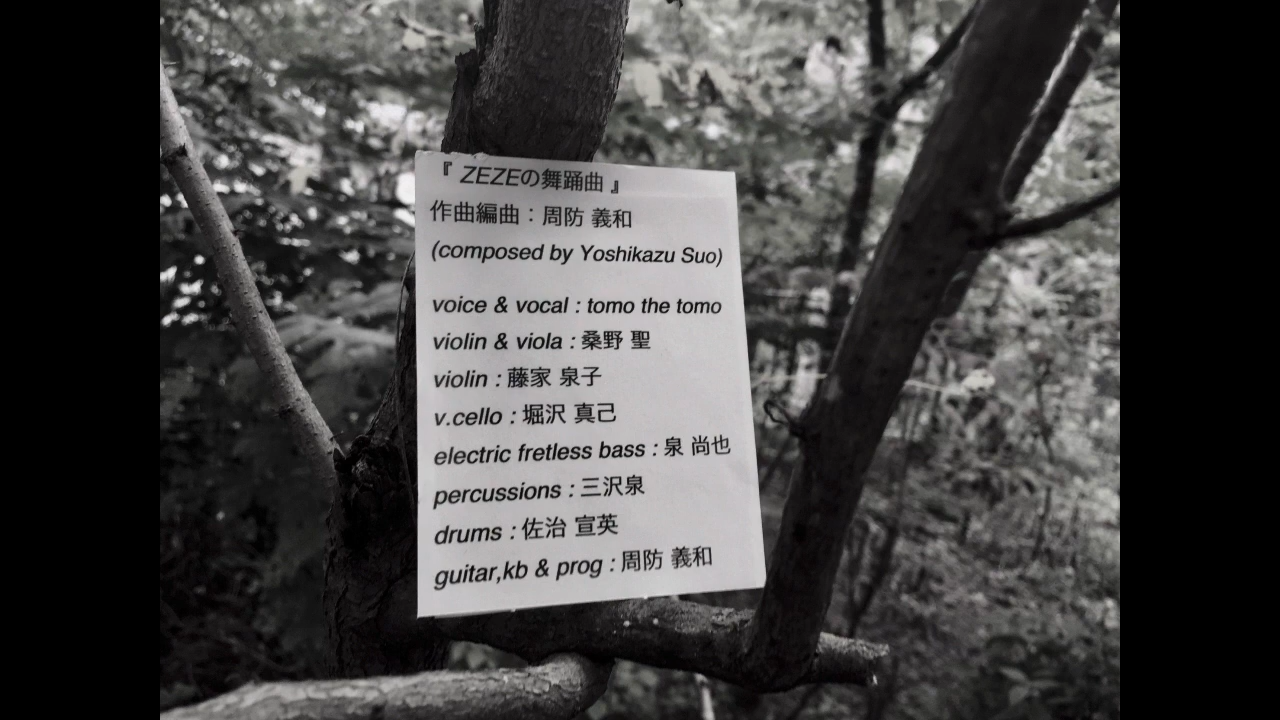 『 ZEZEの舞踊曲 』
作曲編曲：周防 義和
(composed by Yoshikazu Suo)
voice & vocal : tomo the tomo
violin & viola : 桑野 聖
violin : 藤家 泉子
v.cello : 堀沢 真己
electric fretless bass : 泉 尚也
percussions : 三沢泉
drums : 佐治 宣英
guitar,kb & prog : 周防 義和